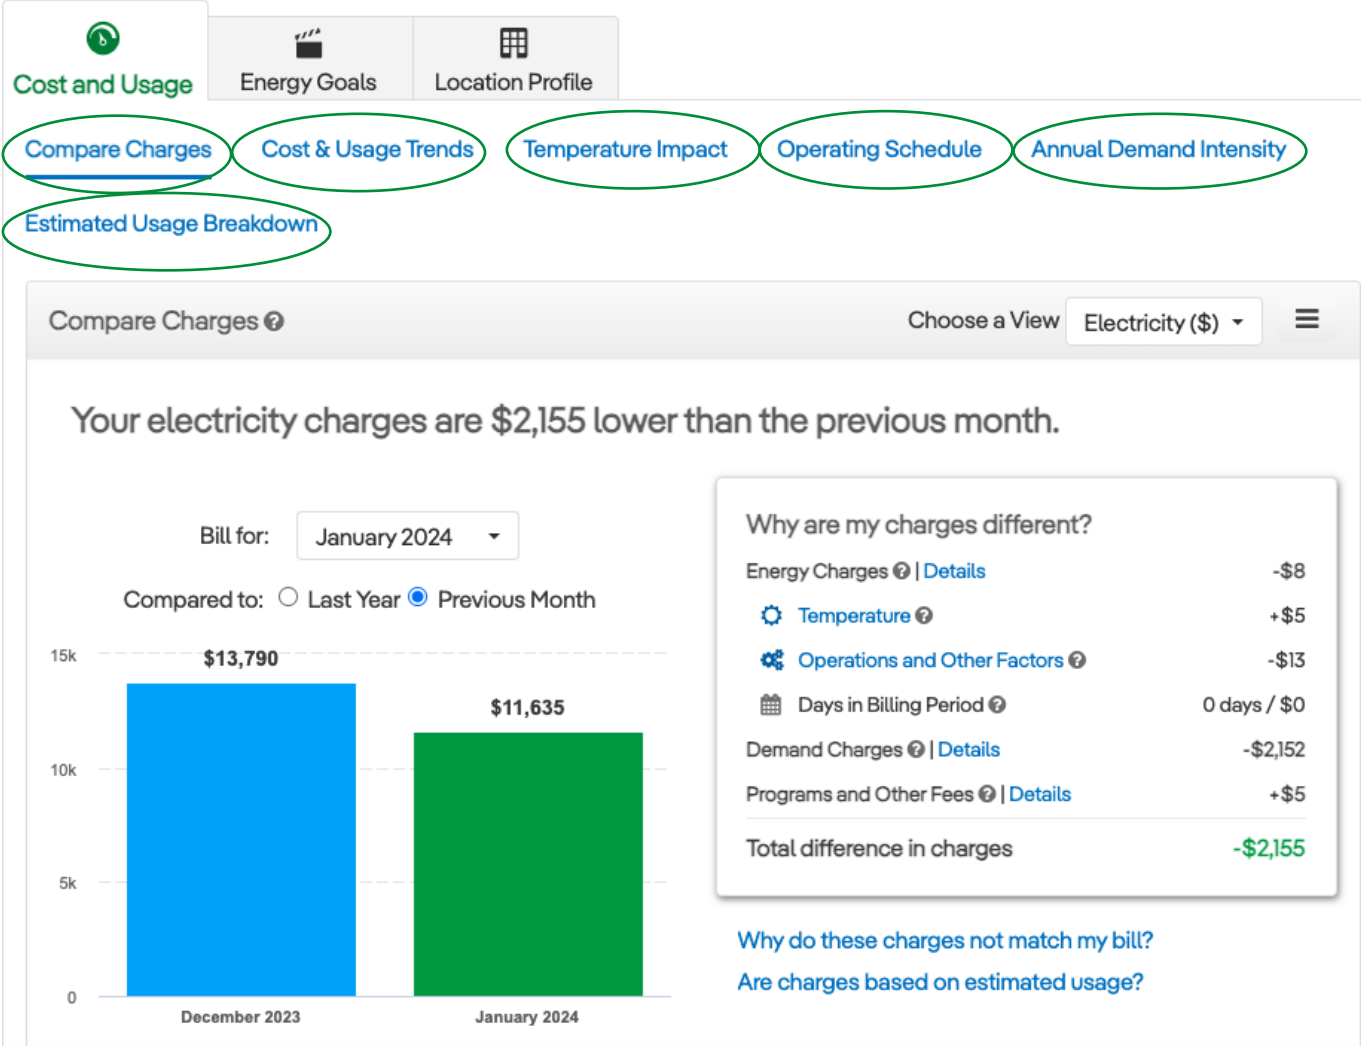 Cost and Usage
Energy Goals
Location Profile
Compare Charges
Cost & Usage Trends
Temperature Impact
Operating Schedule
Annual Demand Intensity
Estimated Usage Breakdown
Compare Charges ?
Choose a View
Electricity ($)
Your electricity charges are $2,155 lower than the previous month.
Bill for:
January 2024
Compared to: Last Year Previous Month
15k
10k
5k
0
$13,790
$11,635
December 2023
January 2024
Why are my charges different?
Energy Charges ? | Details -$8
Temperature ? +$5
Operations and Other Factors ? -$13
Days in Billing Period ? 0 days / $0
Demand Charges ? | Details -$2,152
Programs and Other Fees ? | Details +$5
Total difference in charges -$2,155
Why do these charges not match my bill?
Are charges based on estimated usage?